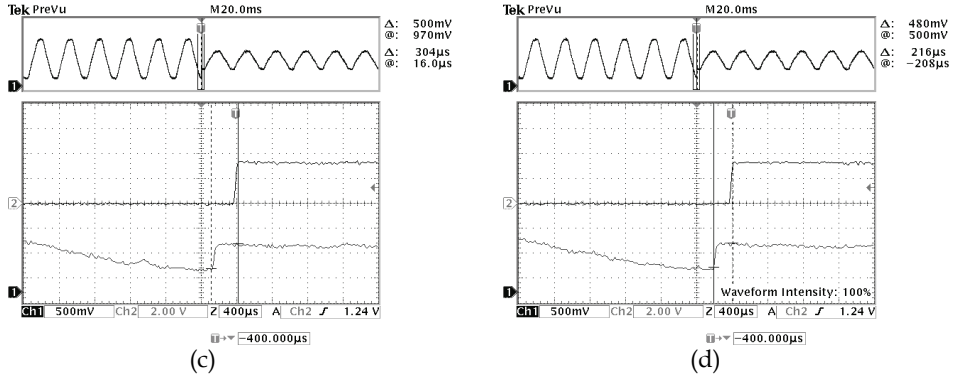 Tek PreVu M20.0ms
T
Δ: 500mV
@: 970mV
Δ: 304µs
@: 16.0µs
1
T
2
1
Ch1 500mV Ch2 2.00 V Z 400µs A Ch2 1.24 V
T -400.000µs
(c)
Tek PreVu M20.0ms
T
Δ: 480mV
@: 500mV
Δ: 216µs
@: -208µs
1
T
2
1
Waveform Intensity: 100%
Ch1 500mV Ch2 2.00 V Z 400µs A Ch2 1.24 V
T -400.000µs
(d)